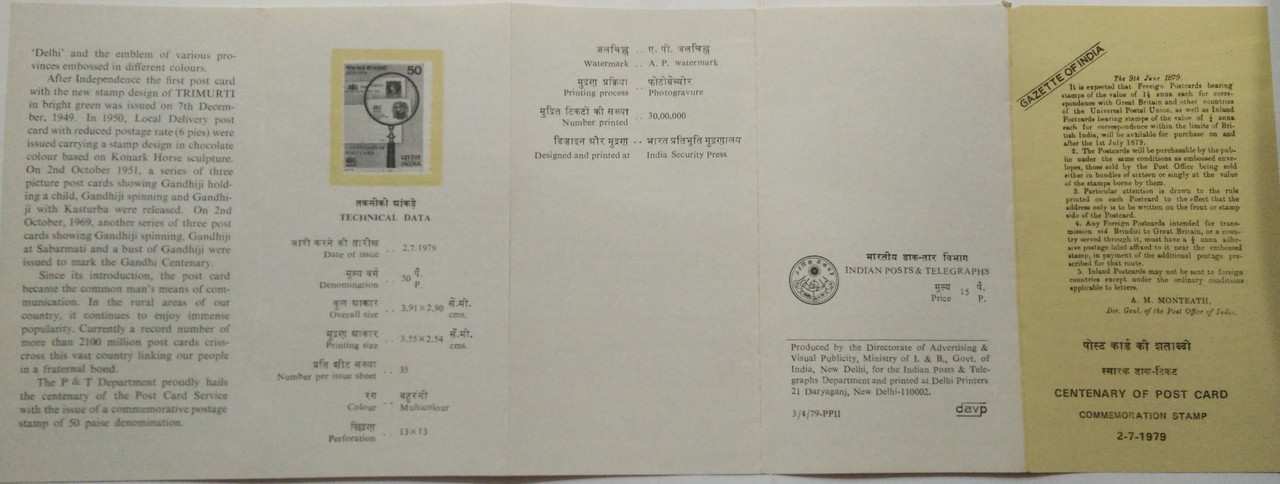 'Delhi' and the emblem of various pro-
vinces embossed in different colours.
After Independence the first post card
with the new stamp design of TRIMURTI
in bright green was issued on 7th Decem-
ber, 1949. In 1950, Local Delivery post
card with reduced postage rate (6 pies) were
issued carrying a stamp design in chocolate
colour based on Konark Horse sculpture.
On 2nd October 1951, a series of three
picture post cards showing Gandhiji hold-
ing a child, Gandhiji spinning and Gandhi-
ji with Kasturba were released. On 2nd
October, 1969, another series of three post
cards showing Gandhiji spinning, Gandhiji
at Sabarmati and a bust of Gandhiji were
issued to mark the Gandhi Centenary.
Since its introduction, the post card
became the common man's means of com-
munication. In the rural areas of our
country, it continues to enjoy immense
popularity. Currently a record number of
more than 2100 million post cards criss-
cross this vast country linking our people
in a fraternal bond.
The P & T Department proudly hails
the centenary of the Post Card Service
with the issue of a commemorative postage
stamp of 50 paise denomination.
50
CENTENARY OF
POST CARD
भारत
INDIA
तकनीकी आंकड़े
TECHNICAL DATA
जारी करने की तारीख
Date of issue .. 2.7.1979
मूल्य वर्ग
Denomination .. 50 पै. P.
कुल आकार
Overall size .. 3.91×2.90 सें.मी. cms.
मुद्रण आकार
Printing size .. 3.55×2.54 सें.मी. cms.
प्रति शीट संख्या
Number per issue sheet .. 35
रंग .. बहुरंगी
Colour .. Multicolour
छिद्रण
Perforation .. 13×13
जलचिह्न .. ए. पी. जलचिह्न
Watermark .. A. P. watermark
मुद्रण प्रक्रिया फोटोग्रेव्योर
Printing process .. Photogravure
मुद्रित टिकटों की संख्या
Number printed .. 30,00,000
डिजाइन और मुद्रण .. भारत प्रतिभूति मुद्रणालय
Designed and printed at India Security Press
भारतीय डाक-तार विभाग
INDIAN POSTS & TELEGRAPHS
मूल्य 15 पै.
Price P.
Produced by the Directorate of Advertising &
Visual Publicity, Ministry of I. & B., Govt. of
India, New Delhi, for the Indian Posts & Tele-
graphs Department and printed at Delhi Printers
21 Daryaganj, New Delhi-110002.
3/4/79-PPII
davp
GAZETTE OF INDIA
The 9th June 1879.
It is expected that Foreign Postcards bearing
stamps of the value of 1½ anna each for corre-
spondence with Great Britain and other countries
of the Universal Postal Union, as well as Inland
Postcards bearing stamps of the value of ¼ anna
each for correspondence within the limits of Bri-
tish India, will be available for purchase on and
after the 1st July 1879.
2. The Postcards will be purchasable by the pub-
lic under the same conditions as embossed enve-
lopes, those sold by the Post Office being sold
either in bundles of sixteen or singly at the value
of the stamps borne by them.
3. Particular attention is drawn to the rule
printed on each Postcard to the effect that the
address only is to be written on the front or stamp
side of the Postcard.
4. Any Foreign Postcards intended for trans-
mission viâ Brindisi to Great Britain, or a coun-
try served through it, must have a ½ anna adhe-
sive postage label affixed to it near the embossed
stamp, in payment of the additional postage pre-
scribed for that route.
5. Inland Postcards may not be sent to foreign
countries except under the ordinary conditions
applicable to letters.
A. M. MONTEATH,
Dir. Genl. of the Post Office of India.
पोस्ट कार्ड की शताब्दी
स्मारक डाक-टिकट
CENTENARY OF POST CARD
COMMEMORATION STAMP
2-7-1979